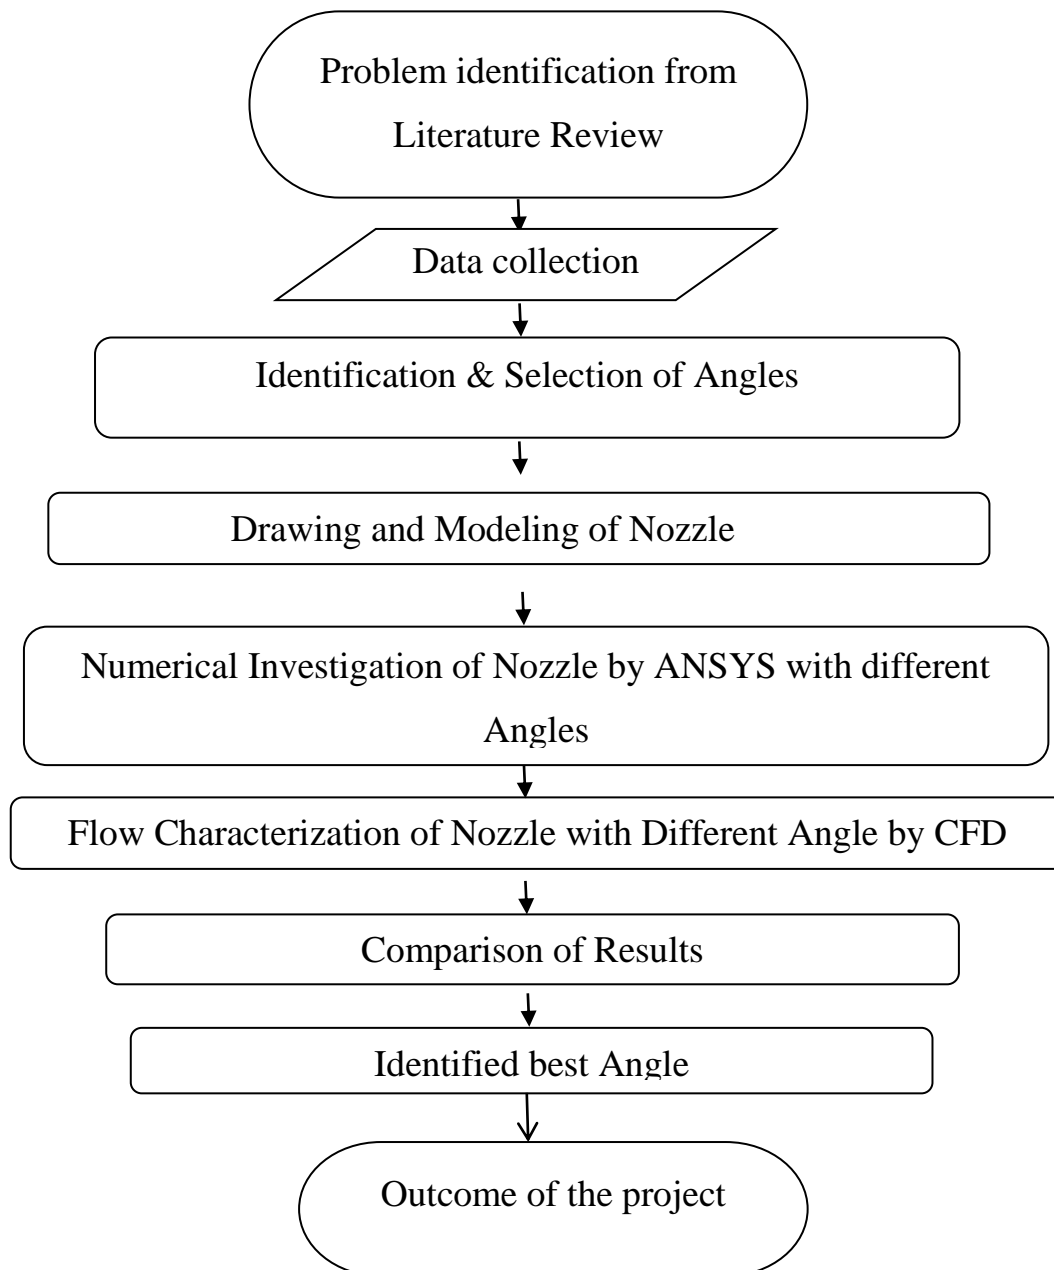 Problem identification from
Literature Review
Data collection
Identification & Selection of Angles
Drawing and Modeling of Nozzle
Numerical Investigation of Nozzle by ANSYS with different
Angles
Flow Characterization of Nozzle with Different Angle by CFD
Comparison of Results
Identified best Angle
Outcome of the project